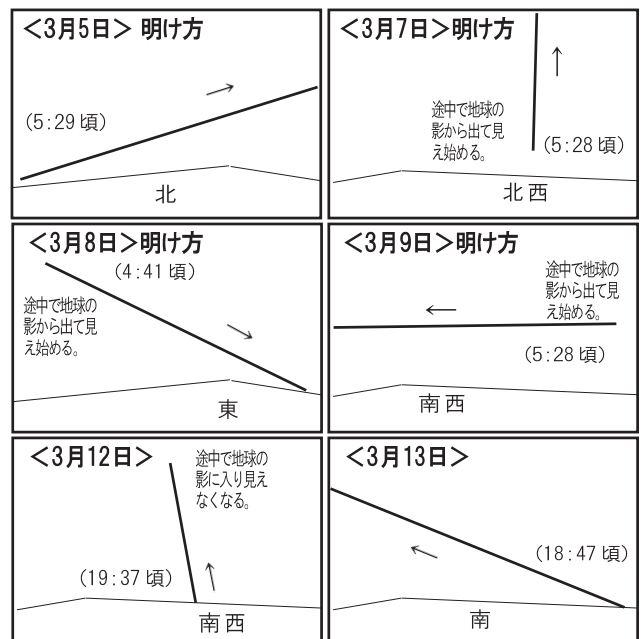 <3月5日> 明け方
(5:29 頃)
北
<3月7日>明け方
途中で地球の
影から出て見
え始める。
(5:28 頃)
北西
<3月8日>明け方
(4:41 頃)
途中で地球の
影から出て見
え始める。
東
<3月9日>明け方
途中で地球の
影から出て見
え始める。
(5:28 頃)
南西
<3月12日>
途中で地球の
影に入り見え
なくなる。
(19:37 頃)
南西
<3月13日>
(18:47 頃)
南